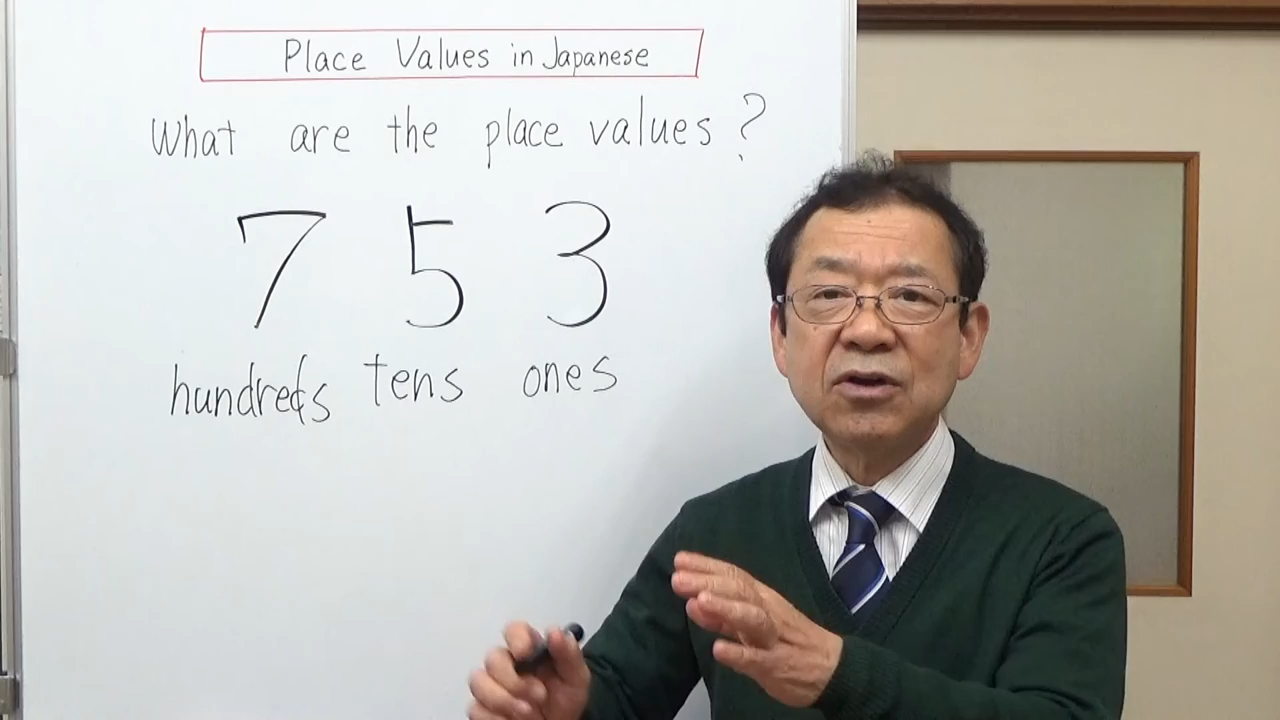 Place Values in Japanese
What are the place values?
7 5 3
hundreds tens ones